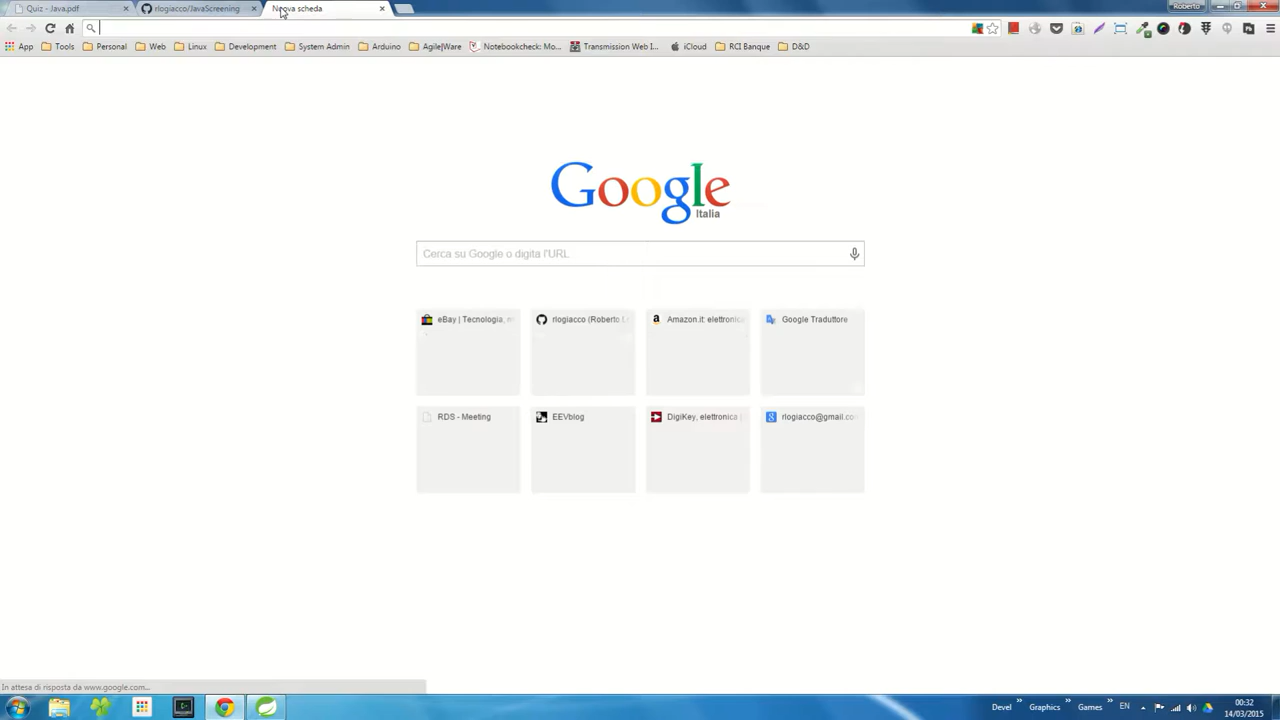 Quiz - Java.pdf
rlogiacco/JavaScreening
Nuova scheda
Roberto
App Tools Personal Web Linux Development System Admin Arduino AgileJWare Notebookcheck: Mo... Transmission Web I... iCloud RCI Banque D&D
Google
Italia
Cerca su Google o digita l'URL
eBay | Tecnologia, m
rlogiacco (Roberto L
Amazon.it: elettronica
Google Traduttore
RDS - Meeting
EEVblog
DigiKey, elettronica
rlogiacco@gmail.co
In attesa di risposta da www.google.com...
Devel » Graphics » Games » EN
00:32
14/03/2015